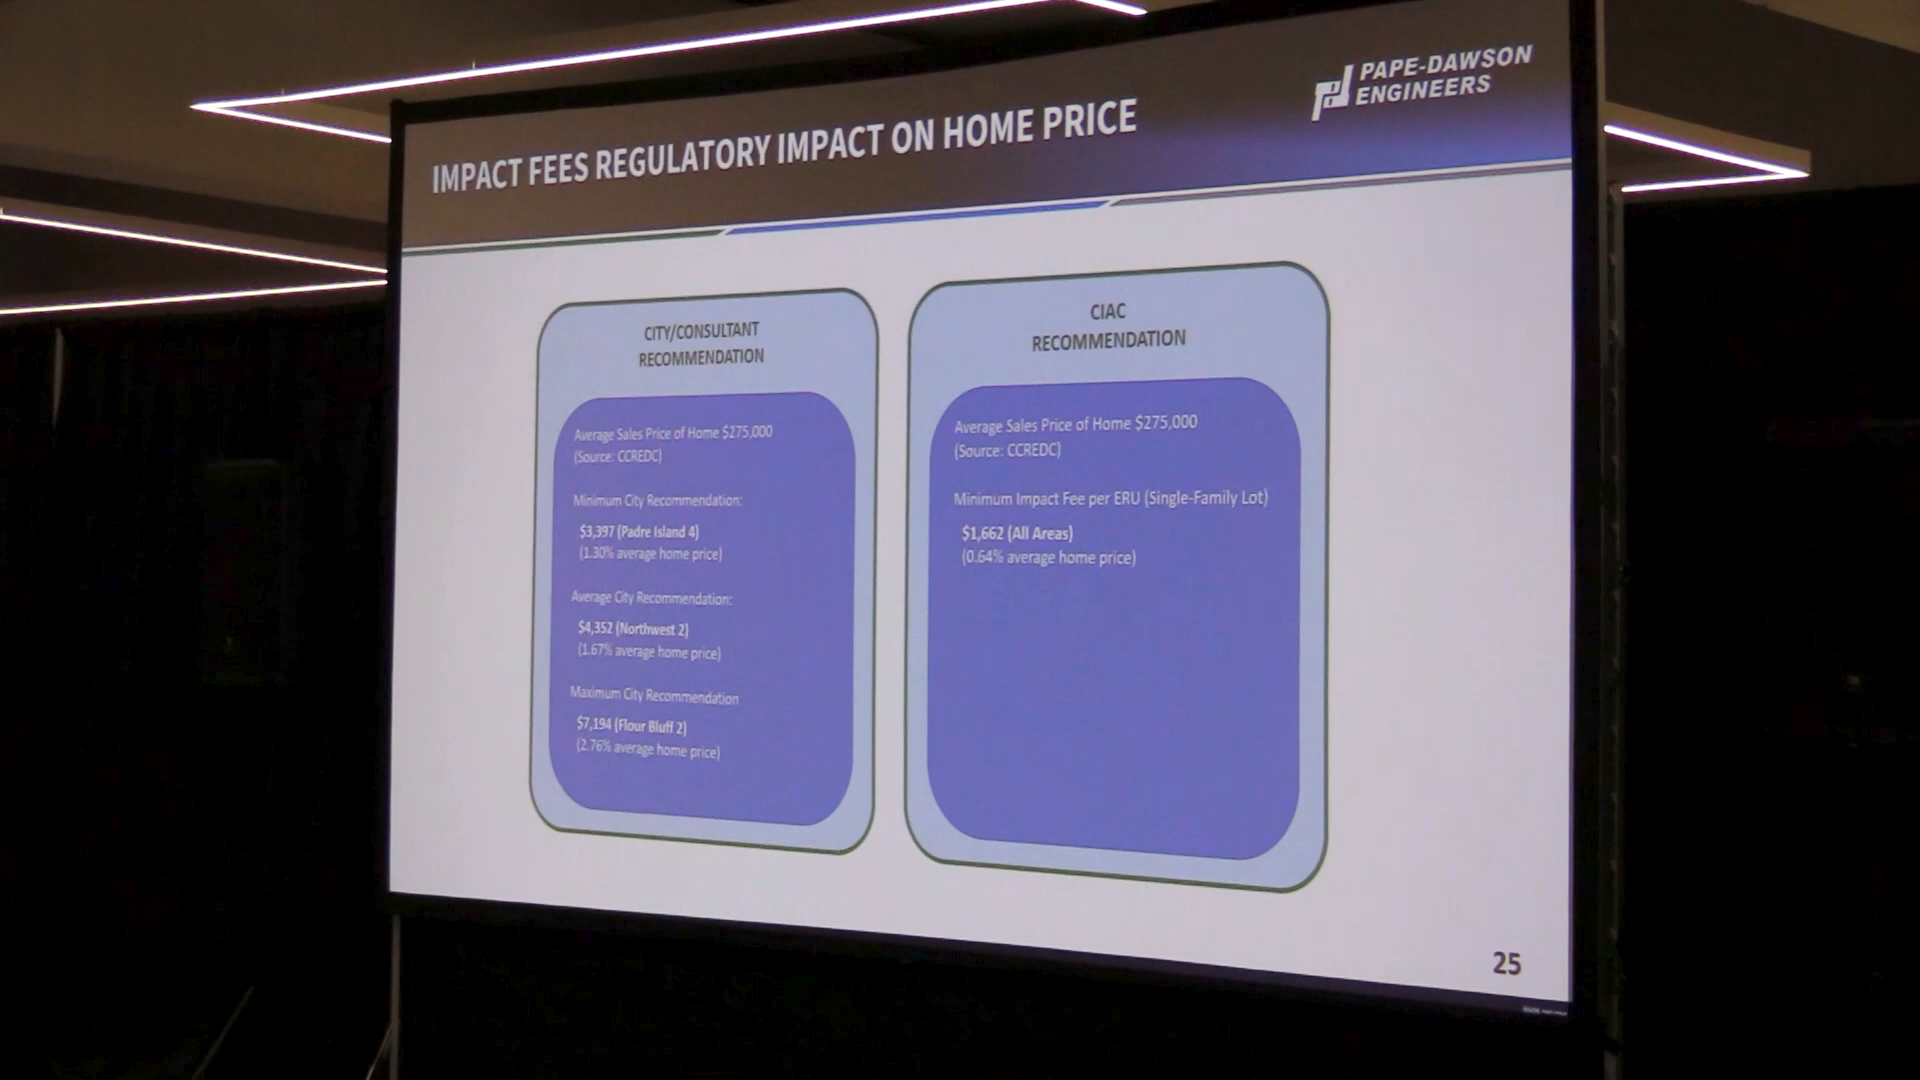 PAPE-DAWSON
ENGINEERS
IMPACT FEES REGULATORY IMPACT ON HOME PRICE
CITY/CONSULTANT
RECOMMENDATION
Average Sales Price of Home $275,000
(Source: CCREDC)
Minimum City Recommendation:
$3,397 (Padre Island 4)
(1.30% average home price)
Average City Recommendation:
$4,352 (Northwest 2)
(1.67% average home price)
Maximum City Recommendation
$7,194 (Flour Bluff 2)
(2.76% average home price)
CIAC
RECOMMENDATION
Average Sales Price of Home $275,000
(Source: CCREDC)
Minimum Impact Fee per ERU (Single-Family Lot)
$1,662 (All Areas)
(0.64% average home price)
25